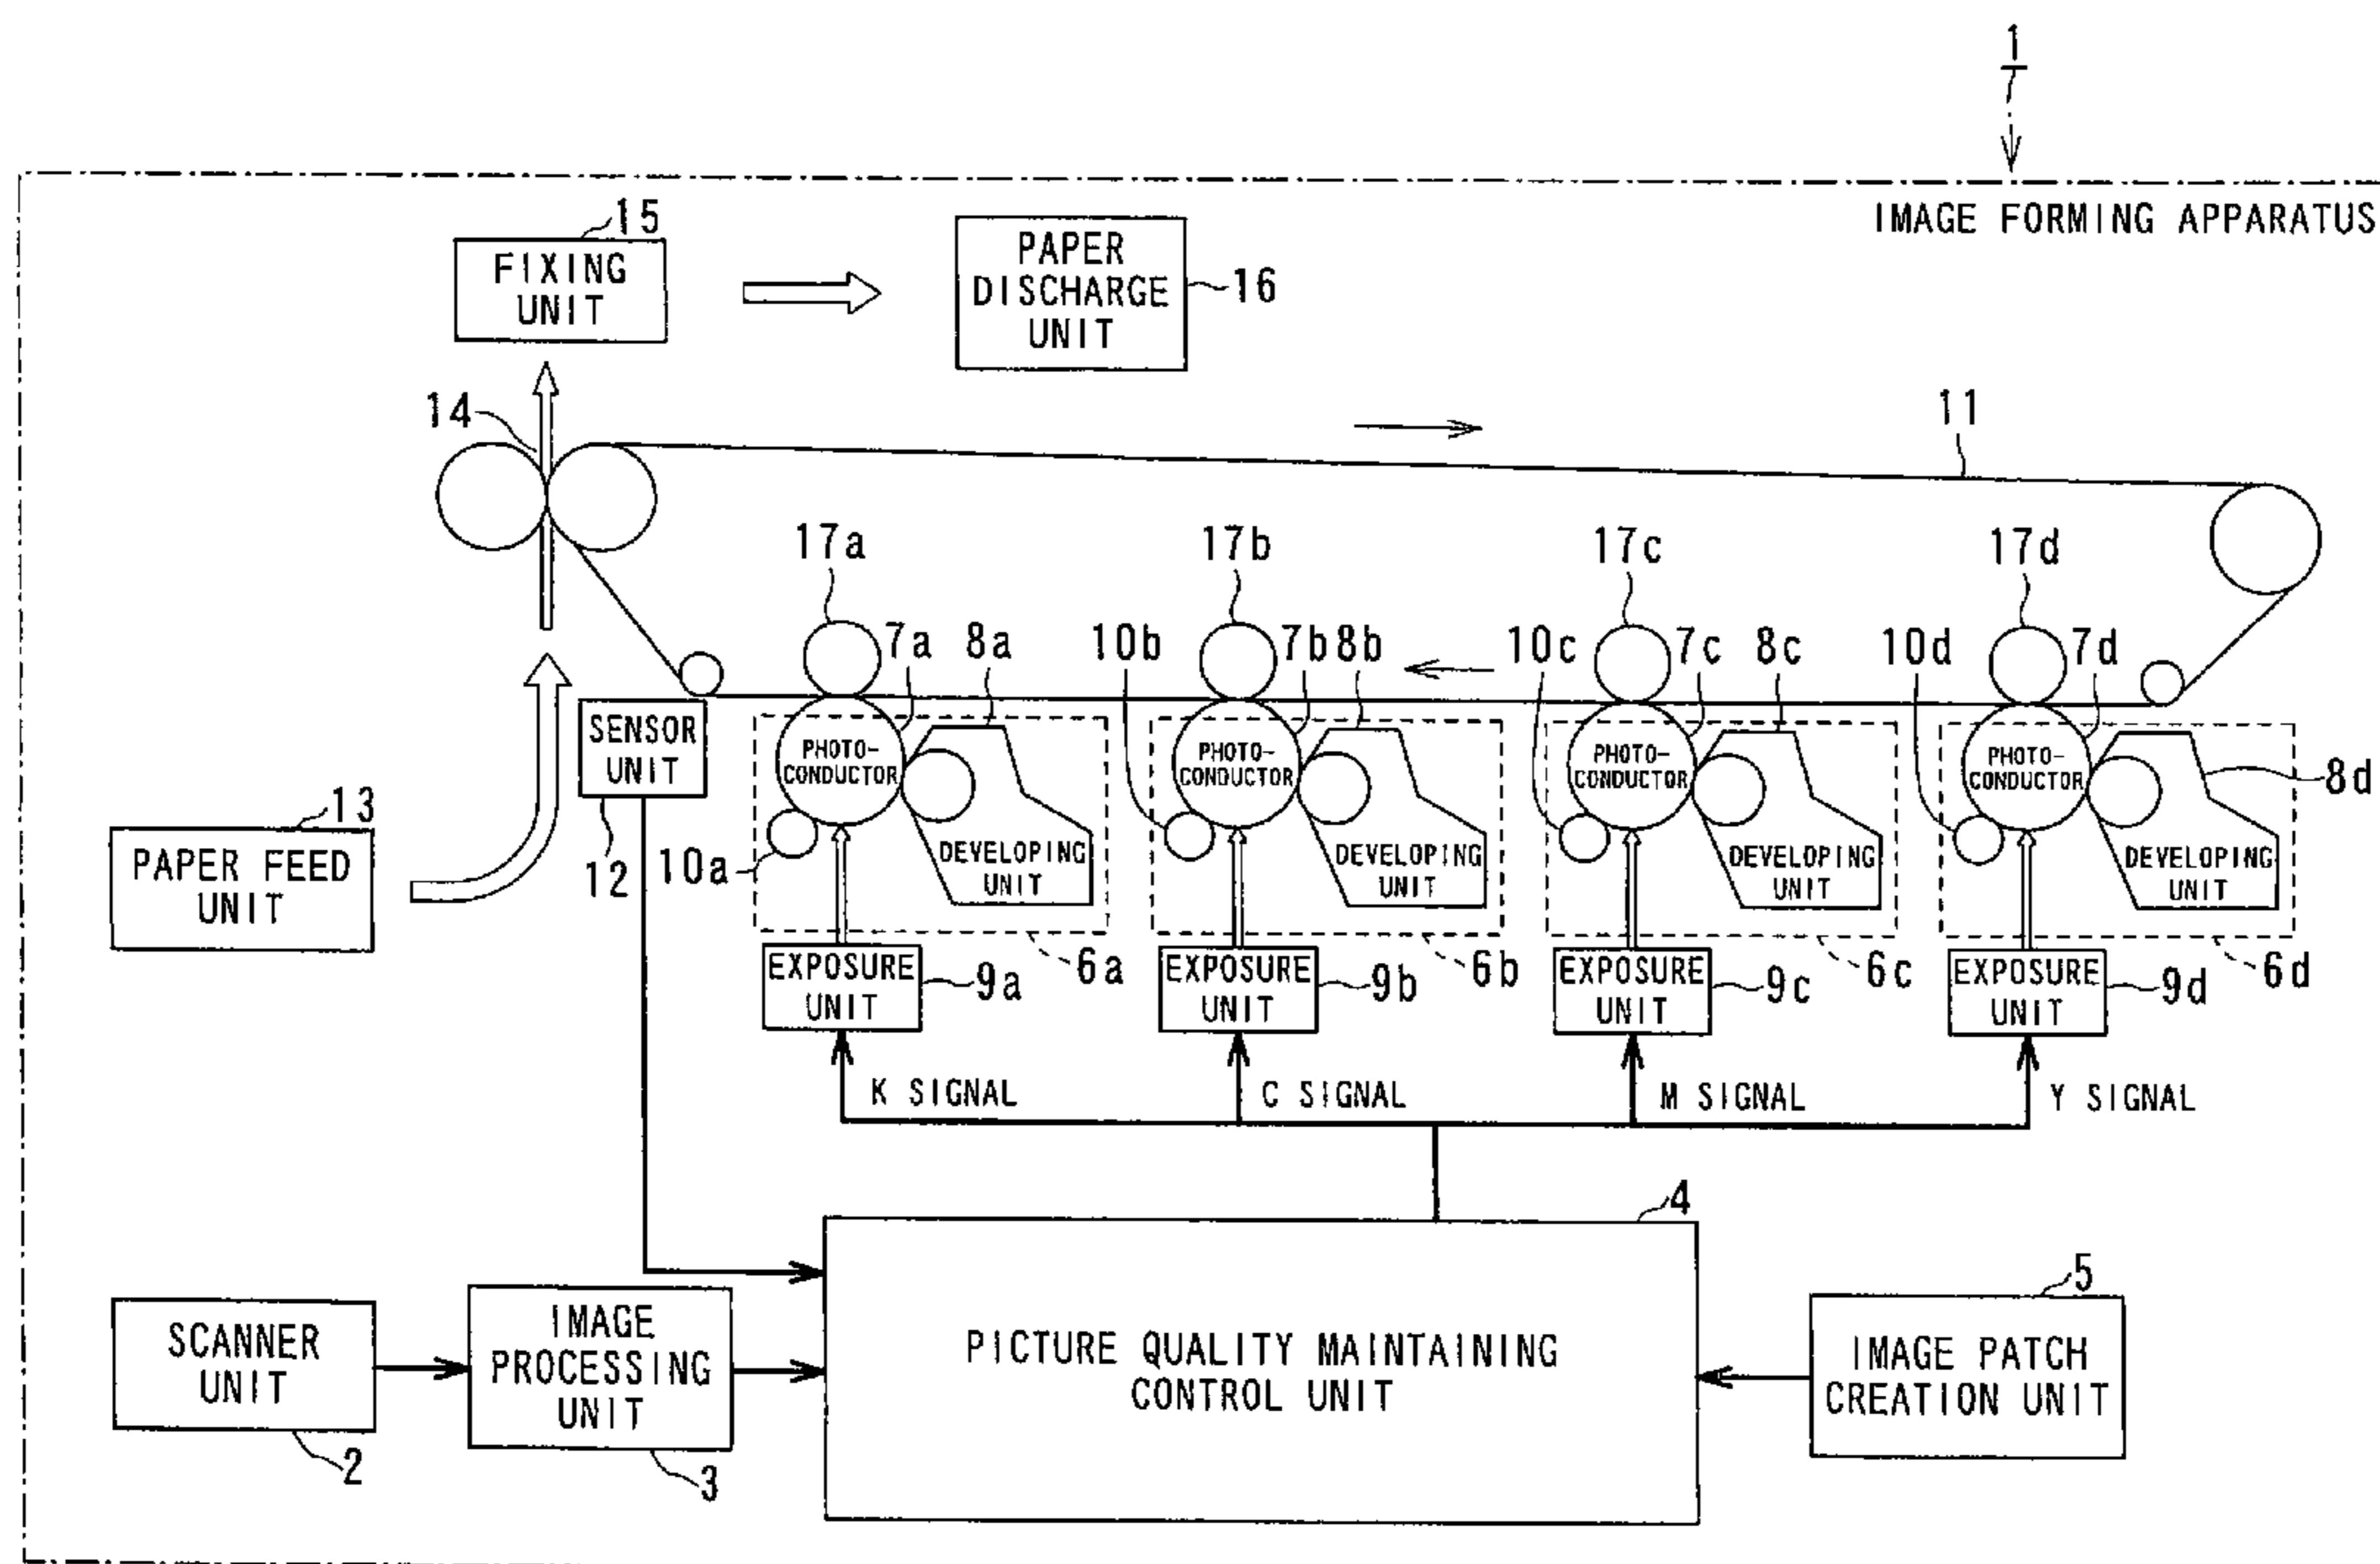 1
IMAGE FORMING APPARATUS
15
FIXING
UNIT
PAPER
DISCHARGE
UNIT
16
14
11
17a
17b
17c
17d
7a
8a
10b
7b
8b
10c
7c
8c
10d
7d
8d
SENSOR
UNIT
12
PHOTO-
CONDUCTOR
PHOTO-
CONDUCTOR
PHOTO-
CONDUCTOR
PHOTO-
CONDUCTOR
13
PAPER FEED
UNIT
10a
DEVELOPING
UNIT
DEVELOPING
UNIT
DEVELOPING
UNIT
DEVELOPING
UNIT
EXPOSURE
UNIT
9a
6a
EXPOSURE
UNIT
9b
6b
EXPOSURE
UNIT
9c
6c
EXPOSURE
UNIT
9d
6d
K SIGNAL
C SIGNAL
M SIGNAL
Y SIGNAL
4
5
SCANNER
UNIT
2
IMAGE
PROCESSING
UNIT
3
PICTURE QUALITY MAINTAINING
CONTROL UNIT
IMAGE PATCH
CREATION UNIT